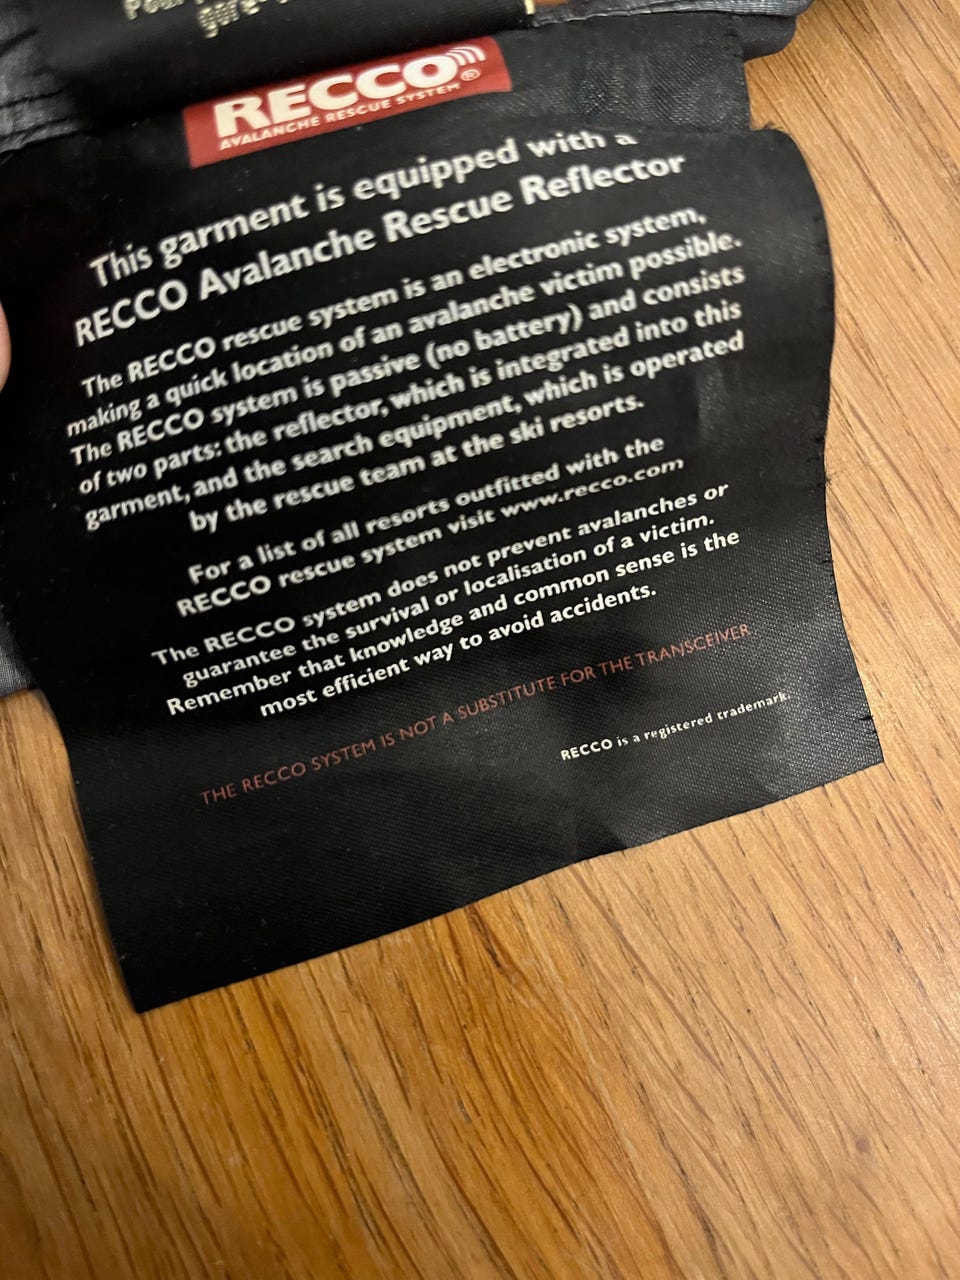 RECCO®
AVALANCHE RESCUE SYSTEM
This garment is equipped with a
RECCO Avalanche Rescue Reflector
The RECCO rescue system is an electronic system,
making a quick location of an avalanche victim possible.
The RECCO system is passive (no battery) and consists
of two parts: the reflector, which is integrated into this
garment, and the search equipment, which is operated
by the rescue team at the ski resorts.
For a list of all resorts outfitted with the
RECCO rescue system visit www.recco.com
The RECCO system does not prevent avalanches or
guarantee the survival or localisation of a victim.
Remember that knowledge and common sense is the
most efficient way to avoid accidents.
THE RECCO SYSTEM IS NOT A SUBSTITUTE FOR THE TRANSCEIVER
RECCO is a registered trademark.